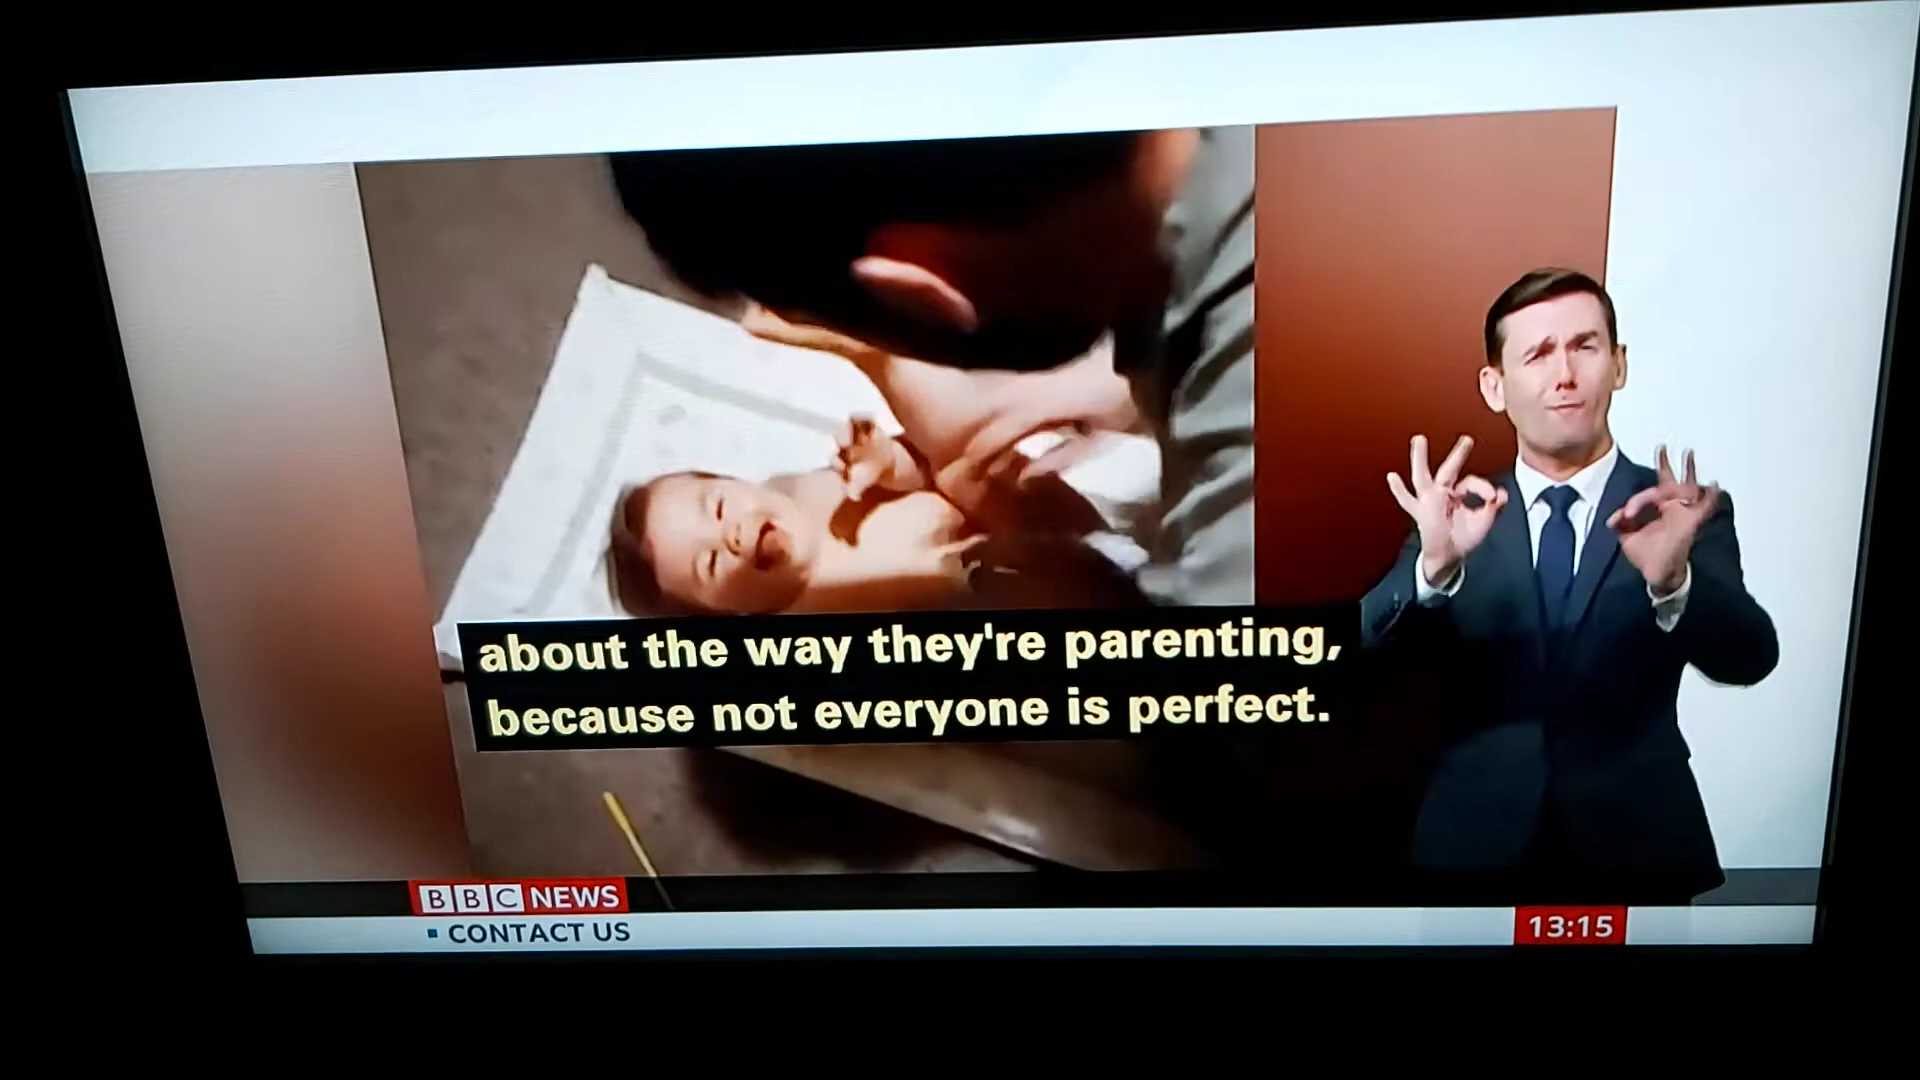 about the way they're parenting,
because not everyone is perfect.
BBC NEWS
CONTACT US
13:15